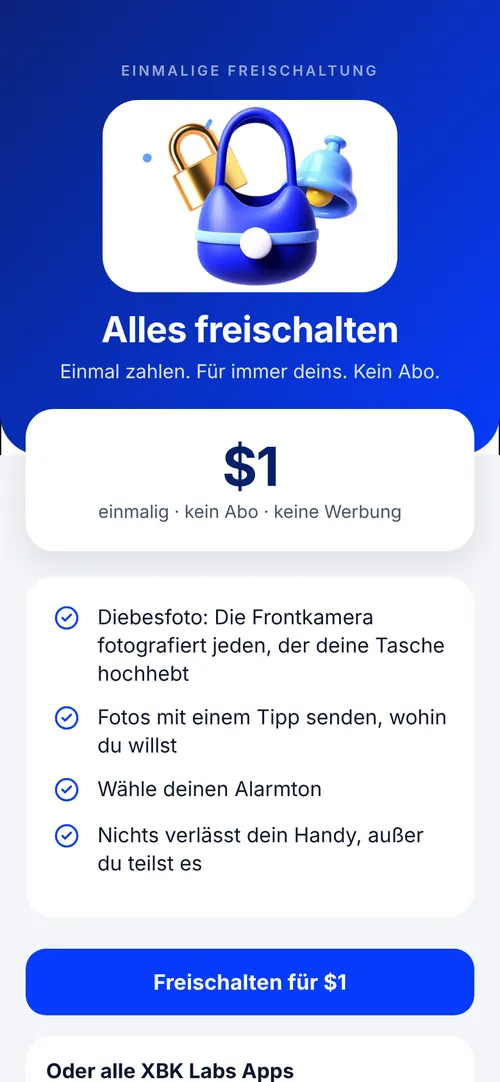 EINMALIGE FREISCHALTUNG
Alles freischalten
Einmal zahlen. Für immer deins. Kein Abo.
$1
einmalig · kein Abo · keine Werbung
Diebesfoto: Die Frontkamera
fotografiert jeden, der deine Tasche
hochhebt
Fotos mit einem Tipp senden, wohin
du willst
Wähle deinen Alarmton
Nichts verlässt dein Handy, außer
du teilst es
Freischalten für $1
Oder alle XBK Labs Apps